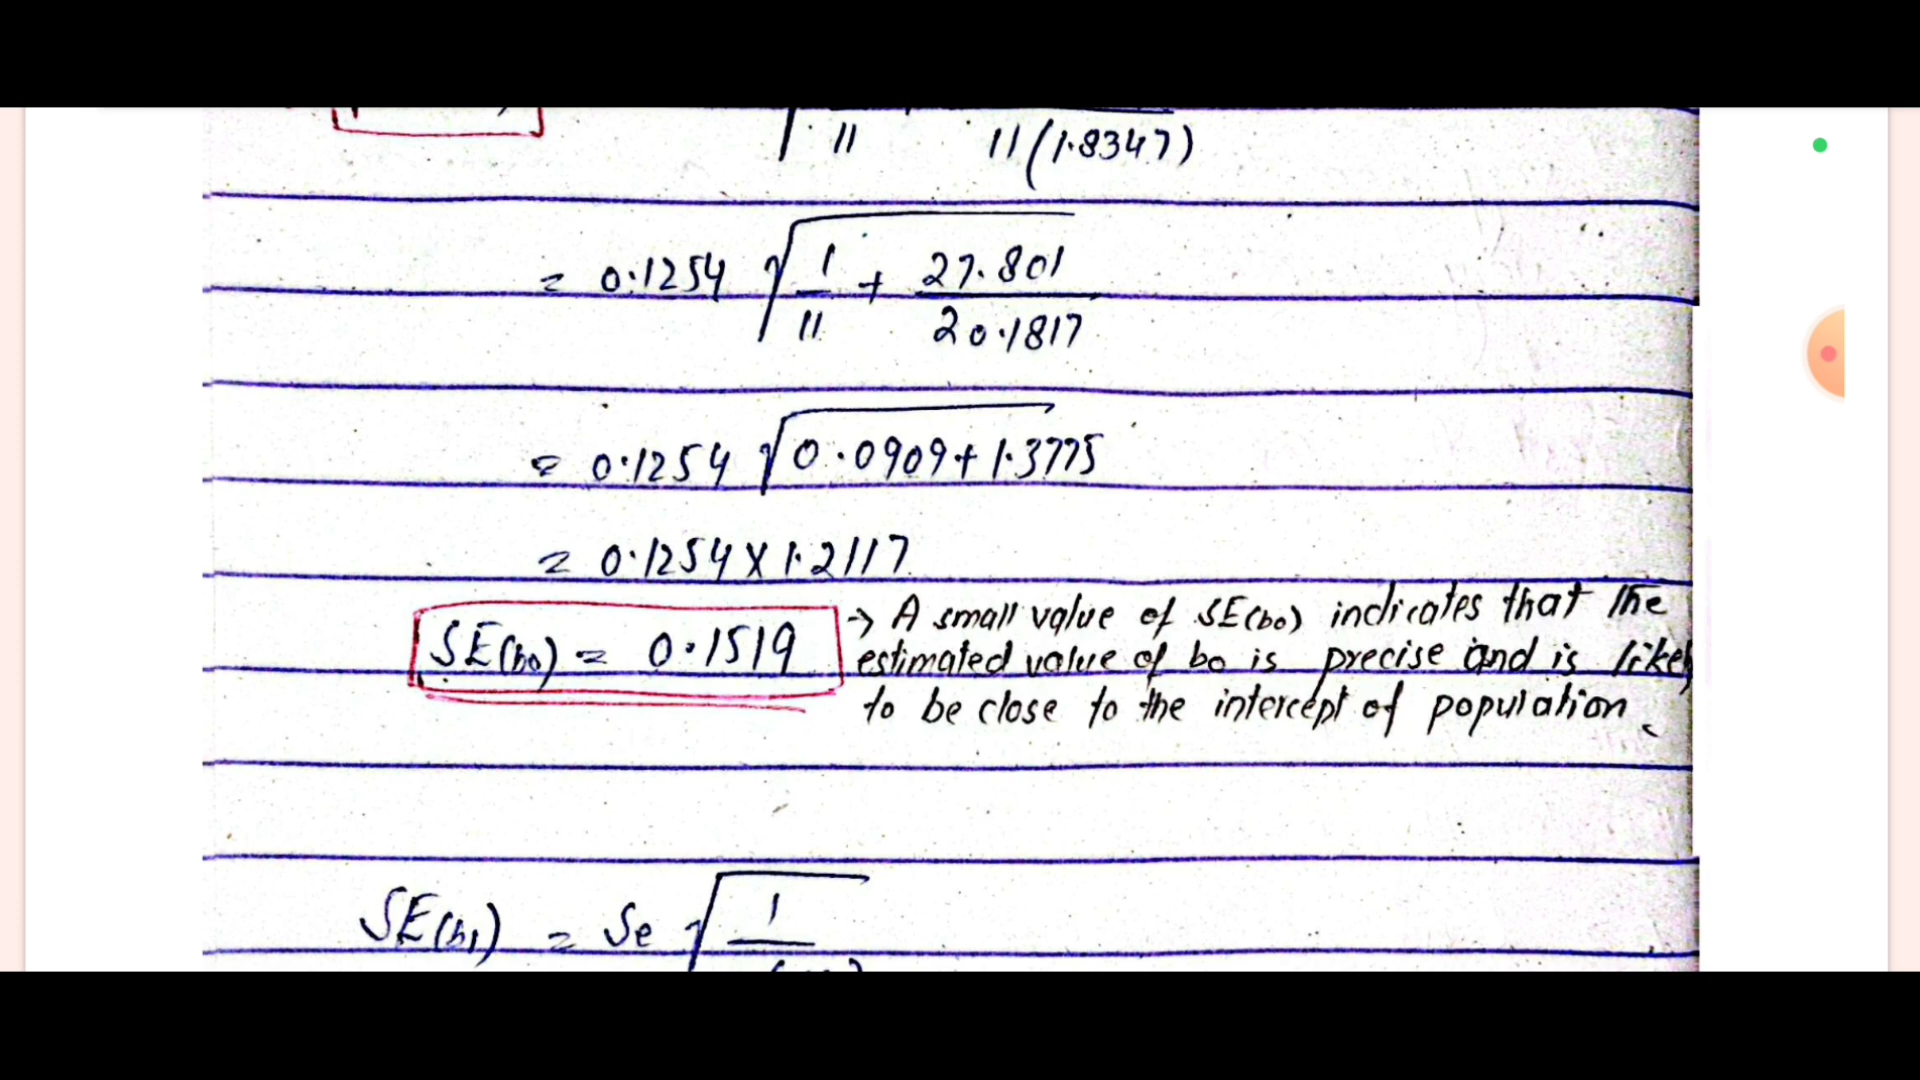 11 11(1.8347)
= 0.1254 √ 1/11 + 27.801/20.1817
= 0.1254 √ 0.0909 + 1.3775
= 0.1254 X 1.2117
SE(b0) = 0.1519 → A small value of SE(b0) indicates that the
estimated value of b0 is precise and is likely
to be close to the intercept of population.
SE(b1) = Se √ 1